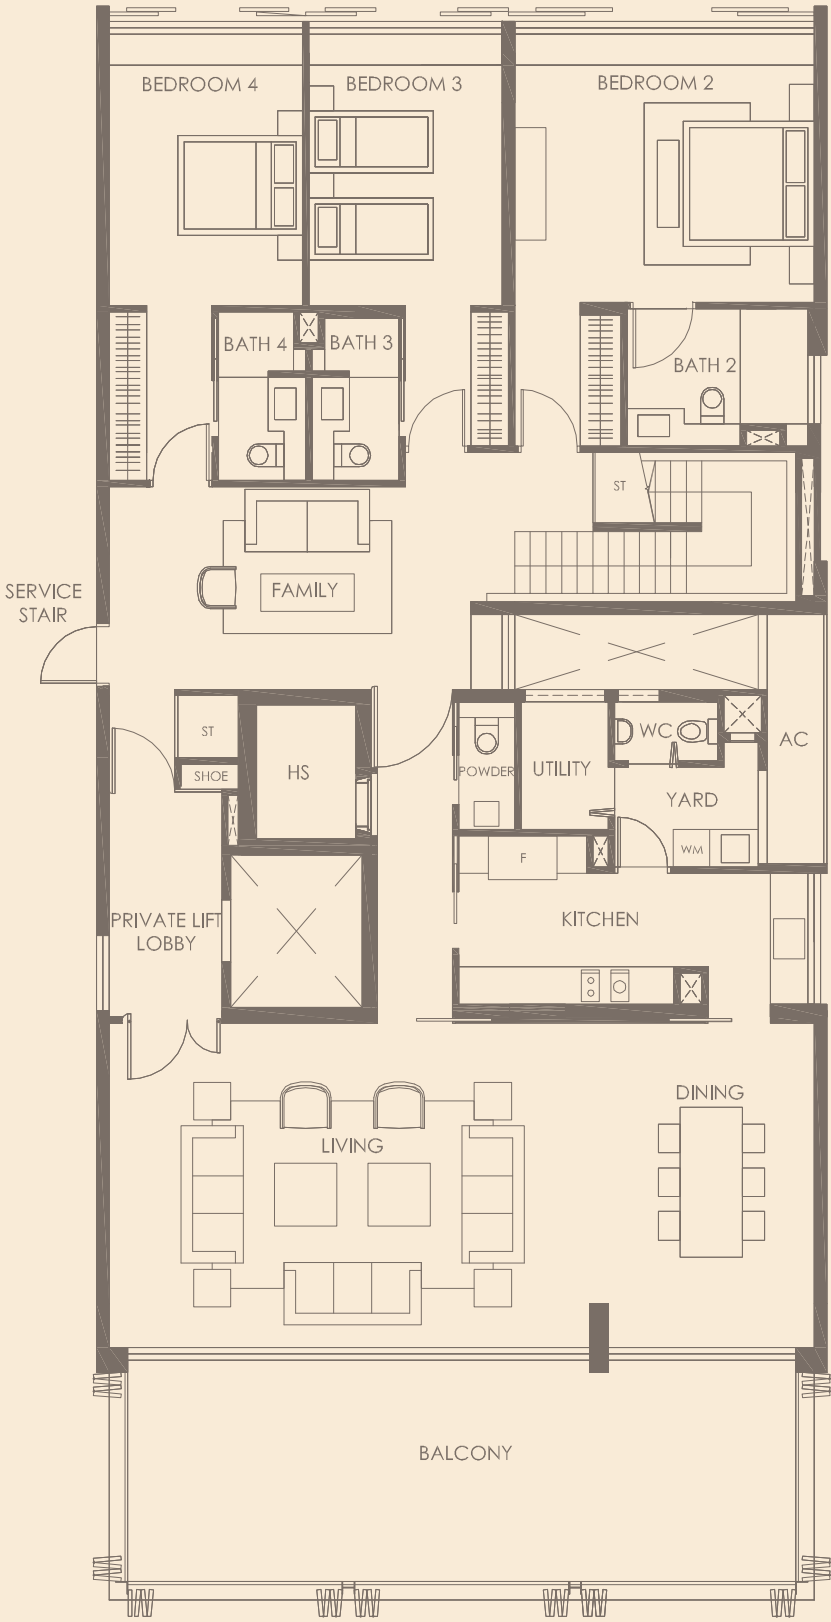 BEDROOM 4
BEDROOM 3
BEDROOM 2
BATH 4
BATH 3
BATH 2
ST
SERVICE
STAIR
FAMILY
ST
SHOE
HS
POWDER
UTILITY
WC
YARD
AC
WM
F
PRIVATE LIFT
LOBBY
KITCHEN
DINING
LIVING
BALCONY